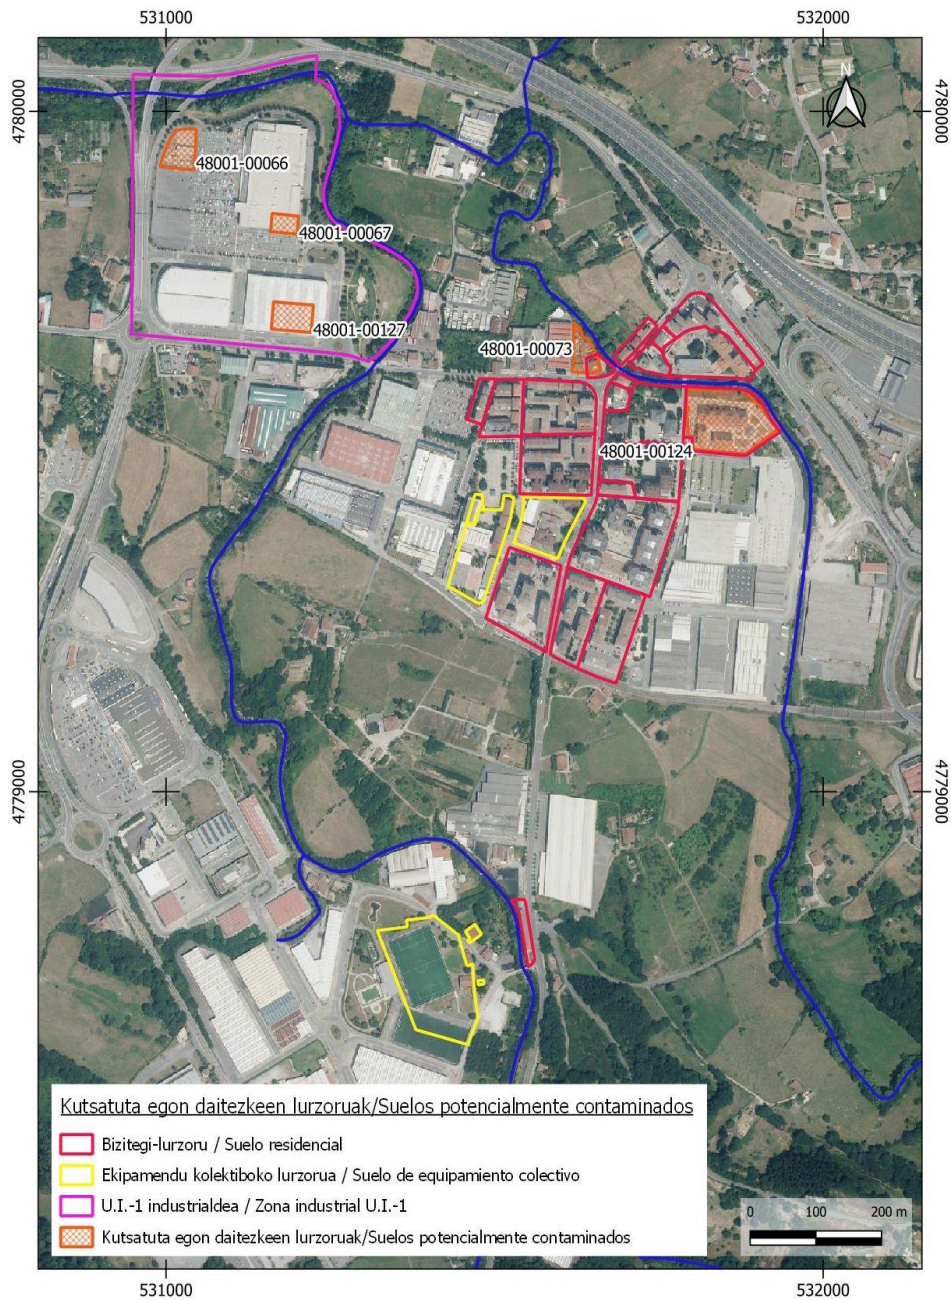 531000
532000
4780000
4780000
N
48001-00066
48001-00067
48001-00127
48001-00073
48001-00124
4779000
4779000
Kutsatuta egon daitezkeen lurzoruak/Suelos potencialmente contaminados
Bizitegi-lurzoru / Suelo residencial
Ekipamendu kolektiboko lurzorua / Suelo de equipamiento colectivo
U.I.-1 industrialdea / Zona industrial U.I.-1
Kutsatuta egon daitezkeen lurzoruak/Suelos potencialmente contaminados
0 100 200 m
531000
532000